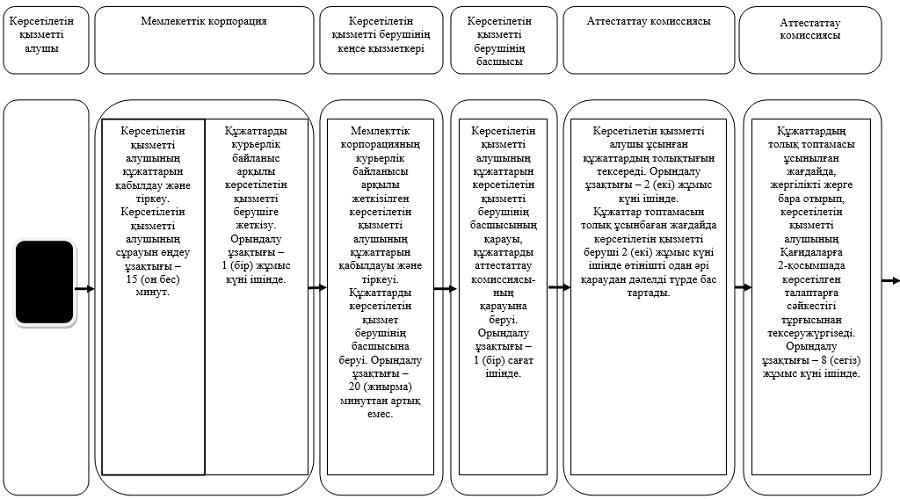 Көрсетілетін
қызметті
алушы
Мемлекеттік корпорация
Көрсетілетін
қызметті берушінің
кеңсе қызметкері
Көрсетілетін
қызметті
берушінің
басшысы
Аттестаттау комиссиясы
Аттестаттау
комиссиясы
Көрсетілетін
қызметті
алушының
құжаттарын
қабылдау және
тіркеу.
Көрсетілетін
қызметті
алушының
сұрауын өңдеу
ұзақтығы –
15 (он бес)
минут.
Құжаттарды
курьерлік
байланыс
арқылы
көрсетілетін
қызметті
берушіге
жеткізу.
Орындалу
ұзақтығы –
1 (бір) жұмыс
күні ішінде.
Мемлекттік
корпорацияның
курьерлік
байланысы
арқылы
жеткізілген
көрсетілетін
қызметті
алушының
құжаттарын
қабылдауы және
тіркеуі.
Құжаттарды
көрсетілетін
қызмет
берушінің
басшысына
беруі. Орындалу
ұзақтығы –
20 (жиырма)
минуттан артық
емес.
Көрсетілетін
қызметті
алушының
құжаттарын
көрсетілетін
қызметті
берушінің
басшысының
қарауы,
құжаттарды
аттестаттау
комиссиясы-
ның
қарауына
беруі.
Орындалу
ұзақтығы –
1 (бір) сағат
ішінде.
Көрсетілетін қызметті
алушы ұсынған
құжаттардың толықтығын
тексереді. Орындалу
ұзақтығы – 2 (екі) жұмыс
күні ішінде.
Құжаттар топтамасын
толық ұсынбаған жағдайда
көрсетілетін қызметті
беруші 2 (екі) жұмыс күні
ішінде өтінішті одан әрі
қараудан дәлелді түрде бас
тартады.
Құжаттардың
толық топтамасы
ұсынылған
жағдайда,
жергілікті жерге
бара отырып,
көрсетілетін
қызметті
алушының
Қағидаларға
2-қосымшада
көрсетілген
талаптарға
сәйкестігі
тұрғысынан
тексеружүргізеді.
Орындалу
ұзақтығы – 8 (сегіз)
жұмыс күні ішінде.